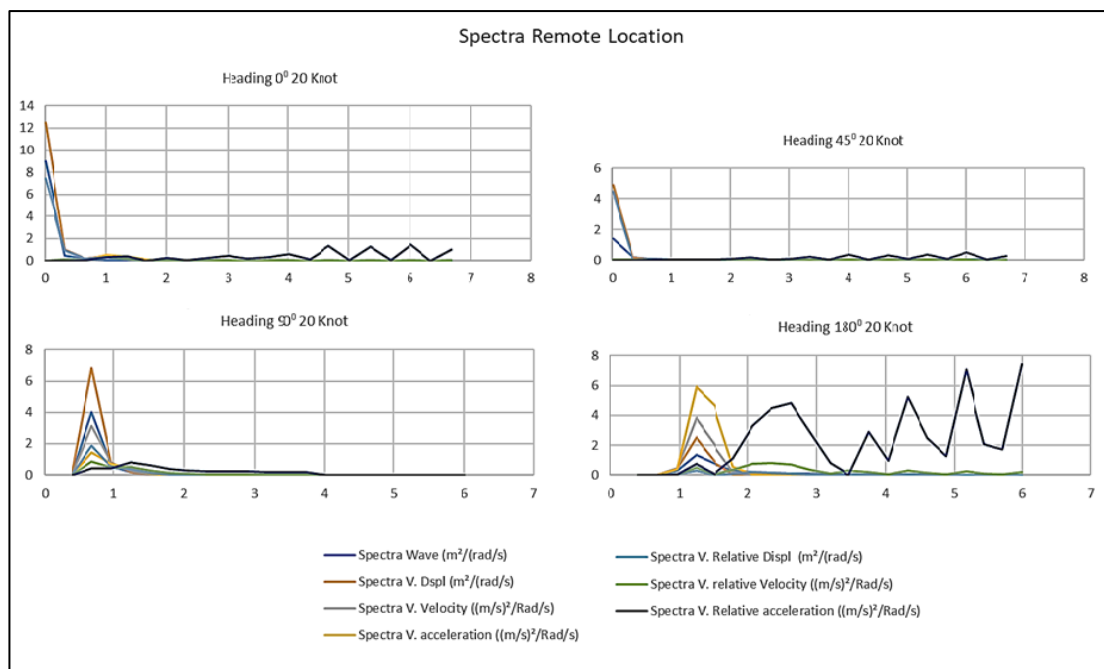 Spectra Remote Location
Heading 0⁰ 20 Knot
14
12
10
8
6
4
2
0
0 1 2 3 4 5 6 7 8
Heading 45⁰ 20 Knot
6
4
2
0
0 1 2 3 4 5 6 7 8
Heading 90⁰ 20 Knot
8
6
4
2
0
0 1 2 3 4 5 6 7
Heading 180⁰ 20 Knot
8
7
6
5
4
3
2
1
0
0 1 2 3 4 5 6 7
Spectra Wave (m²/(rad/s)
Spectra V. Dspl (m²/(rad/s)
Spectra V. Velocity ((m/s)²/Rad/s)
Spectra V. acceleration ((m/s)²/Rad/s)
Spectra V. Relative Displ (m²/(rad/s)
Spectra V. relative Velocity ((m/s)²/Rad/s)
Spectra V. Relative acceleration ((m/s)²/Rad/s)